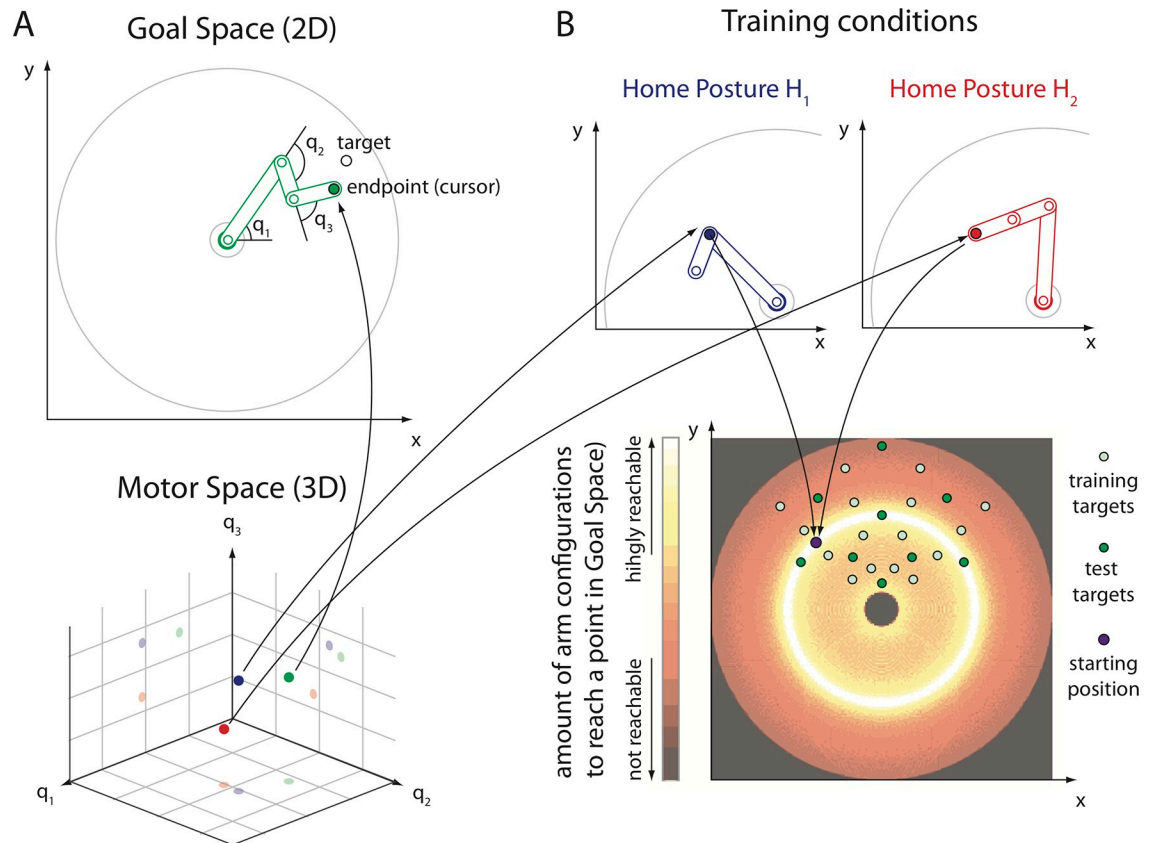 A
Goal Space (2D)
y
q2
target
endpoint (cursor)
q1
q3
x
Motor Space (3D)
q3
q1
q2
B
Training conditions
Home Posture H1
Home Posture H2
y
x
y
x
amount of arm configurations
to reach a point in Goal Space)
hihgly reachable
not reachable
y
x
training
targets
test
targets
starting
position